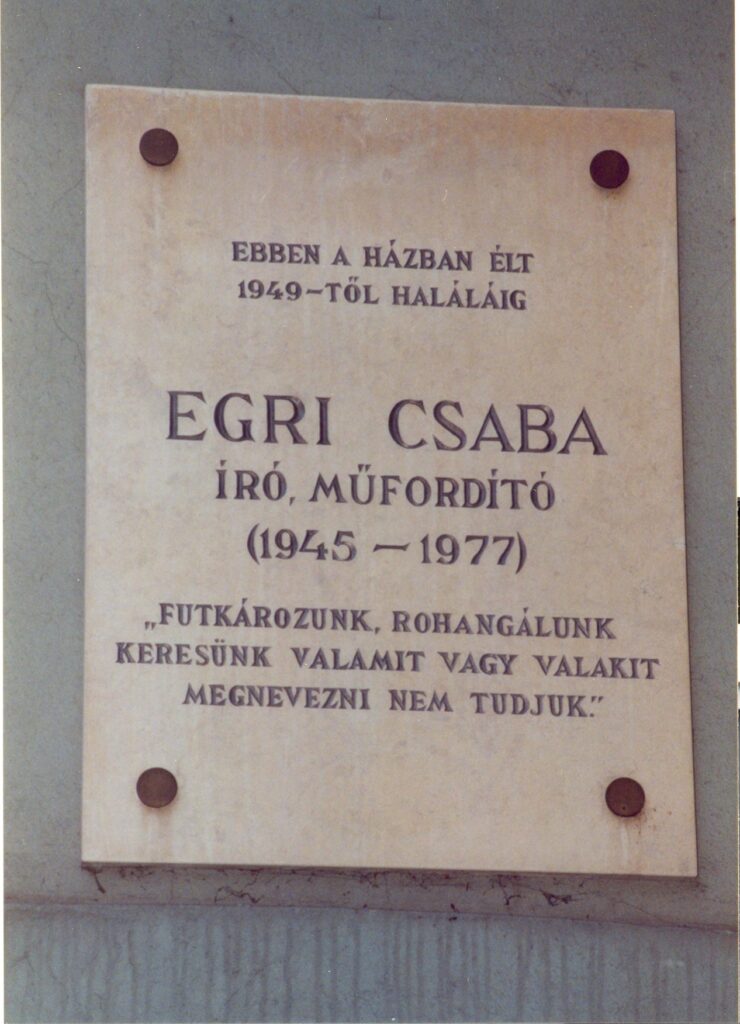 EBBEN A HÁZBAN ÉLT
1949-TŐL HALÁLÁIG
EGRI CSABA
ÍRÓ, MŰFORDÍTÓ
(1945 – 1977)
„FUTKÁROZUNK, ROHANGÁLUNK
KERESÜNK VALAMIT VAGY VALAKIT
MEGNEVEZNI NEM TUDJUK.”